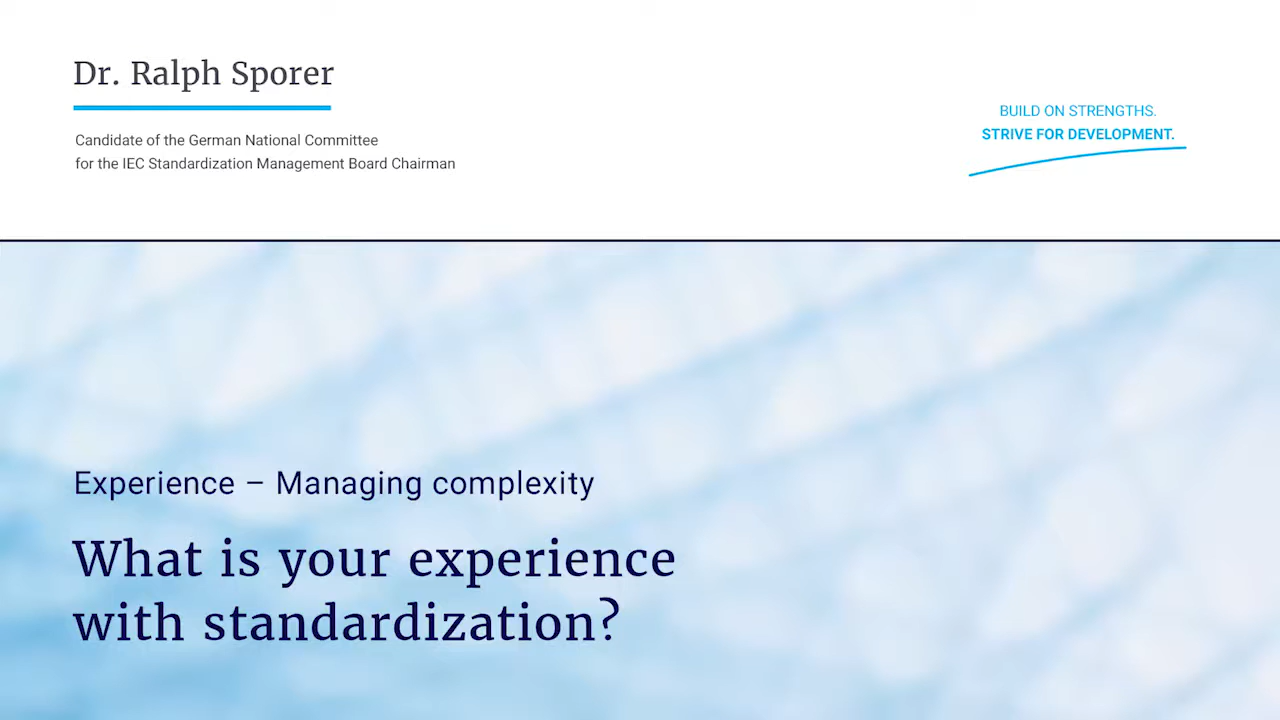 Dr. Ralph Sporer
Candidate of the German National Committee
for the IEC Standardization Management Board Chairman
BUILD ON STRENGTHS.
STRIVE FOR DEVELOPMENT.
Experience – Managing complexity
What is your experience
with standardization?